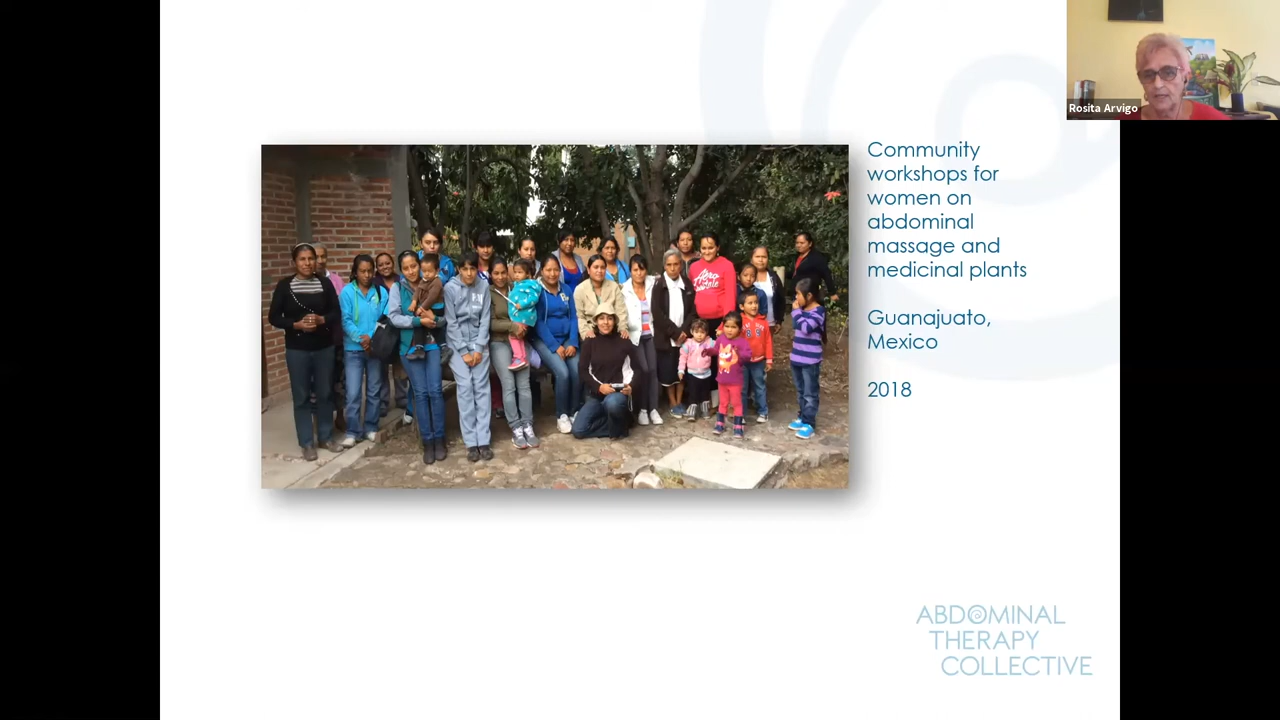 Rosita Arvigo
Community
workshops for
women on
abdominal
massage and
medicinal plants
Guanajuato,
Mexico
2018
ABDOMINAL
THERAPY
COLLECTIVE